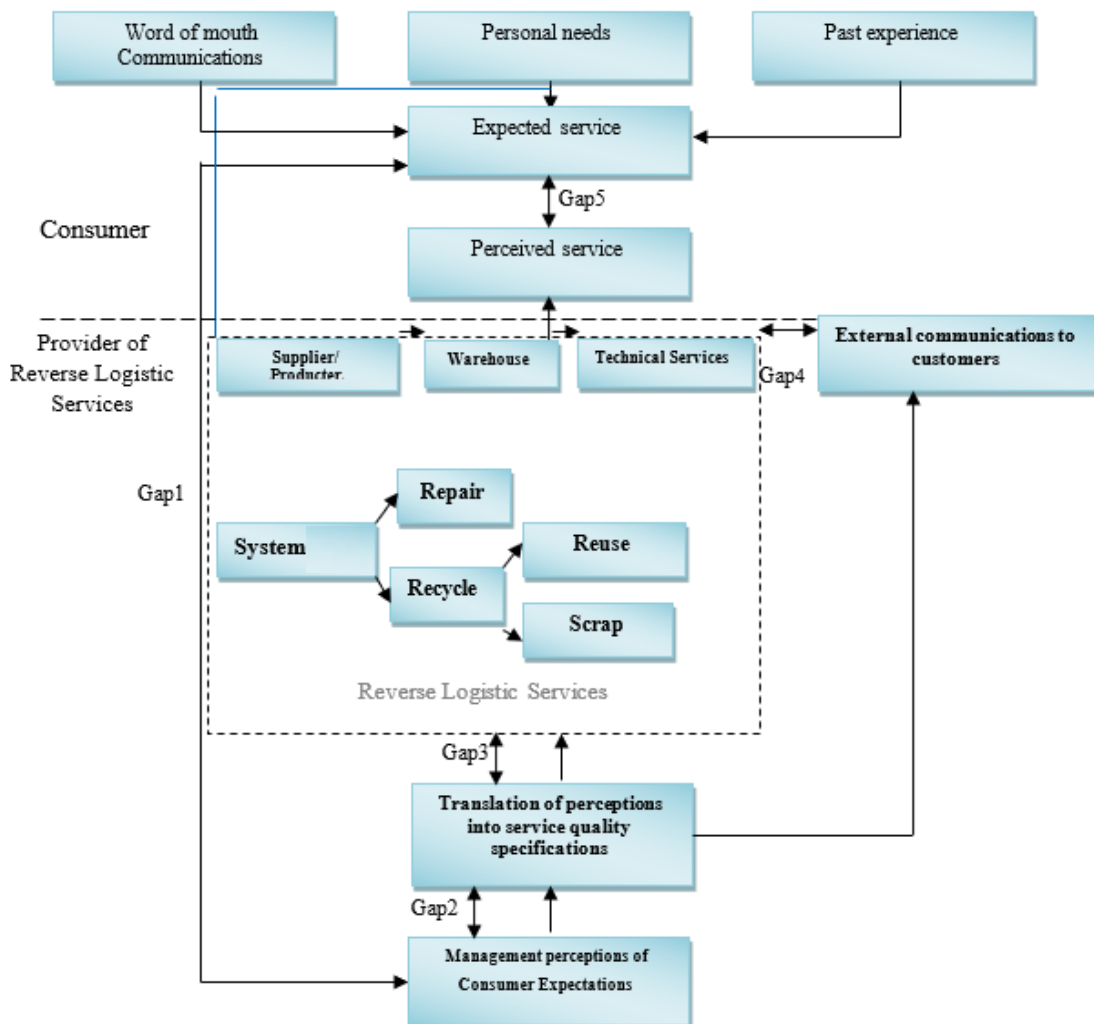 Word of mouth
Communications
Personal needs
Past experience
Expected service
Gap5
Consumer
Perceived service
Provider of
Reverse Logistic
Services
Supplier/
Producter.
Warehouse
Technical Services
External communications to
customers
Gap4
Gap1
Repair
System
Reuse
Recycle
Scrap
Reverse Logistic Services
Gap3
Translation of perceptions
into service quality
specifications
Gap2
Management perceptions of
Consumer Expectations